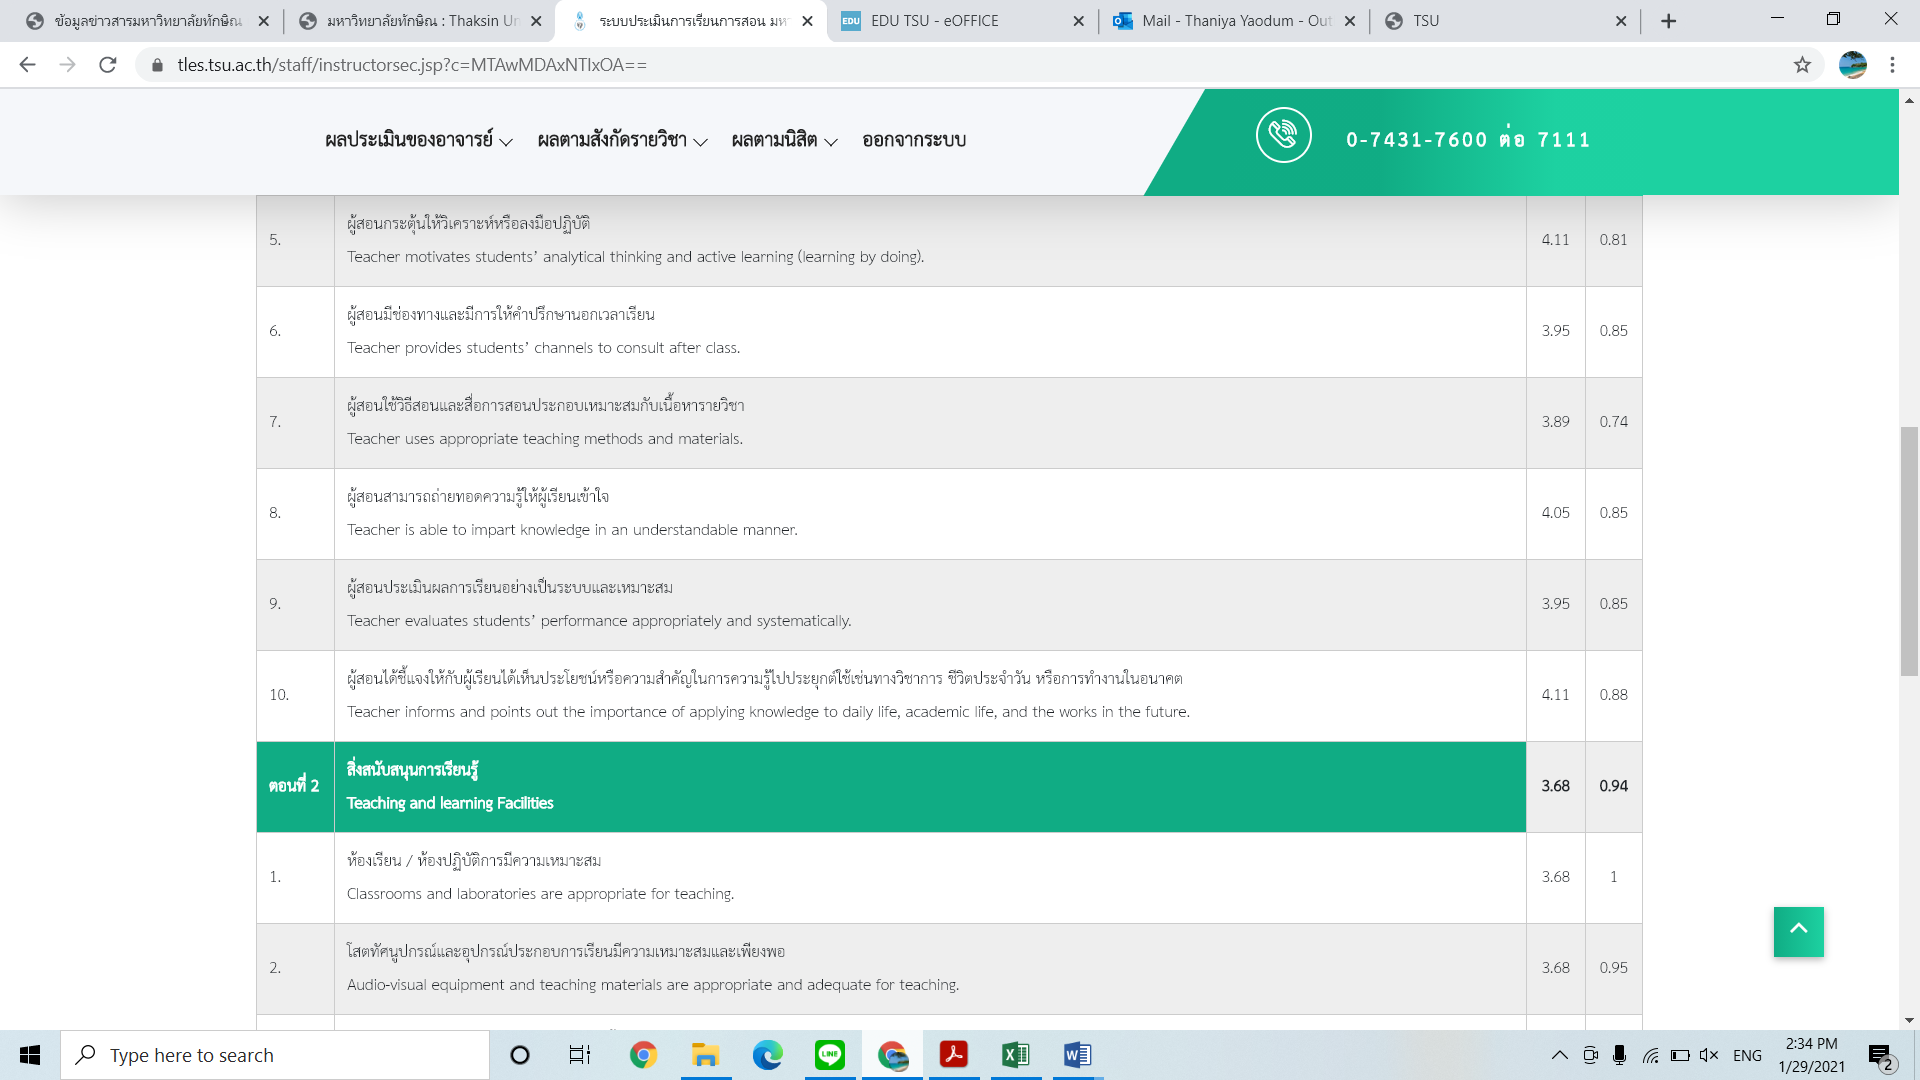 ข้อมูลข่าวสารมหาวิทยาลัยทักษิณ
มหาวิทยาลัยทักษิณ : Thaksin Un
ระบบประเมินการเรียนการสอน มหา
EDU TSU - eOFFICE
Mail - Thaniya Yaodum - Out
TSU
tles.tsu.ac.th/staff/instructorsec.jsp?c=MTAwMDAxNTIxOA==
ผลประเมินของอาจารย์ ผลตามสังกัดรายวิชา ผลตามนิสิต ออกจากระบบ
0-7431-7600 ต่อ 7111
5. ผู้สอนกระตุ้นให้วิเคราะห์หรือลงมือปฏิบัติ 4.11 0.81
Teacher motivates students’ analytical thinking and active learning (learning by doing).
6. ผู้สอนมีช่องทางและมีการให้คำปรึกษานอกเวลาเรียน 3.95 0.85
Teacher provides students’ channels to consult after class.
7. ผู้สอนใช้วิธีสอนและสื่อการสอนประกอบเหมาะสมกับเนื้อหารายวิชา 3.89 0.74
Teacher uses appropriate teaching methods and materials.
8. ผู้สอนสามารถถ่ายทอดความรู้ให้ผู้เรียนเข้าใจ 4.05 0.85
Teacher is able to impart knowledge in an understandable manner.
9. ผู้สอนประเมินผลการเรียนอย่างเป็นระบบและเหมาะสม 3.95 0.85
Teacher evaluates students’ performance appropriately and systematically.
10. ผู้สอนได้ชี้แจงให้กับผู้เรียนได้เห็นประโยชน์หรือความสำคัญในการความรู้ไปประยุกต์ใช้เช่นทางวิชาการ ชีวิตประจำวัน หรือการทำงานในอนาคต 4.11 0.88
Teacher informs and points out the importance of applying knowledge to daily life, academic life, and the works in the future.
ตอนที่ 2 สิ่งสนับสนุนการเรียนรู้ 3.68 0.94
Teaching and learning Facilities
1. ห้องเรียน / ห้องปฏิบัติการมีความเหมาะสม 3.68 1
Classrooms and laboratories are appropriate for teaching.
2. โสตทัศนูปกรณ์และอุปกรณ์ประกอบการเรียนมีความเหมาะสมและเพียงพอ 3.68 0.95
Audio-visual equipment and teaching materials are appropriate and adequate for teaching.
Type here to search
LINE
ENG
2:34 PM
1/29/2021
2